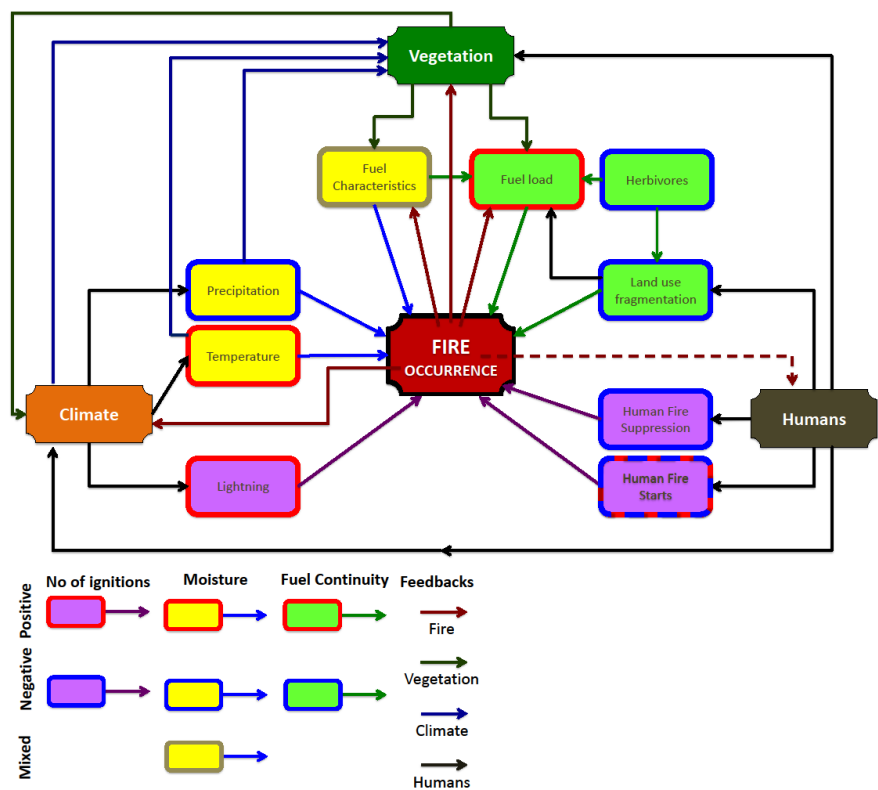 Vegetation
Fuel
Characteristics
Fuel load
Herbivores
Precipitation
Land use
fragmentation
Temperature
FIRE
OCCURRENCE
Climate
Human Fire
Suppression
Humans
Lightning
Human Fire
Starts
No of ignitions
Moisture
Fuel Continuity
Feedbacks
Positive
Fire
Negative
Vegetation
Climate
Mixed
Humans